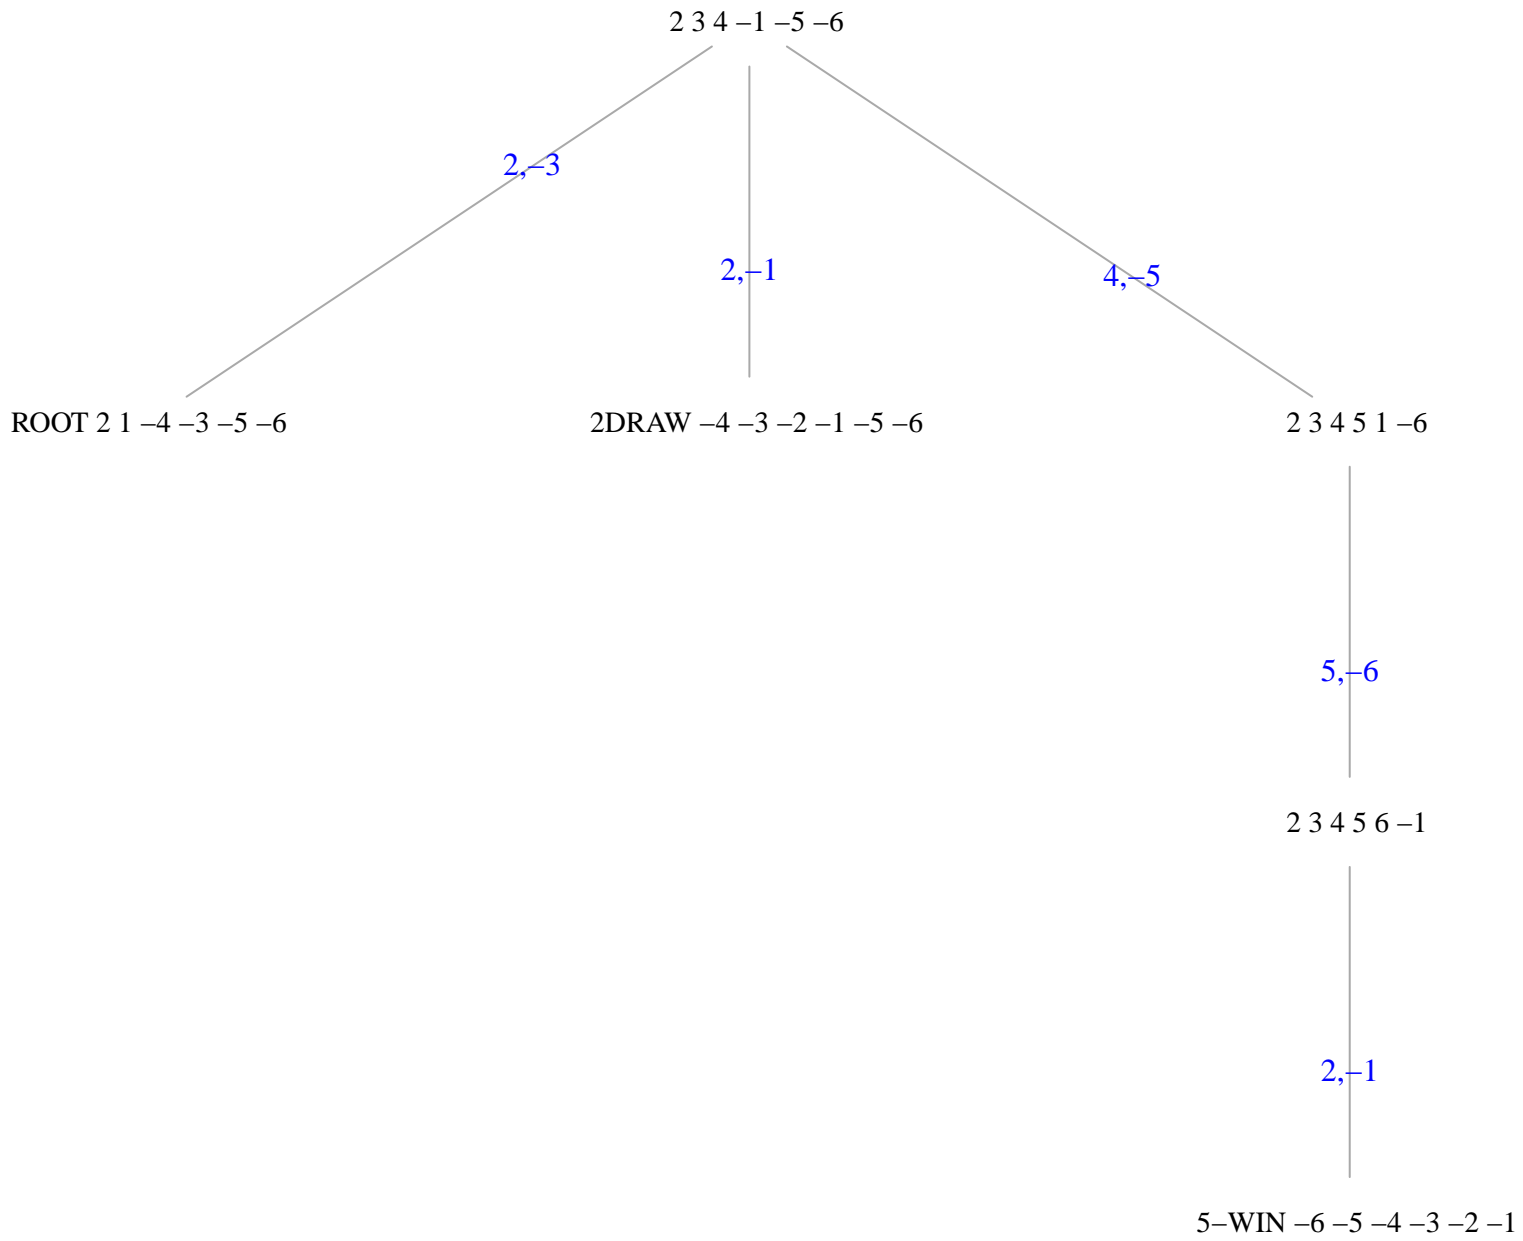 2 3 4 –1 –5 –6
2,–3
2,–1
4,–5
ROOT 2 1 –4 –3 –5 –6
2DRAW –4 –3 –2 –1 –5 –6
2 3 4 5 1 –6
5,–6
2 3 4 5 6 –1
2,–1
5–WIN –6 –5 –4 –3 –2 –1